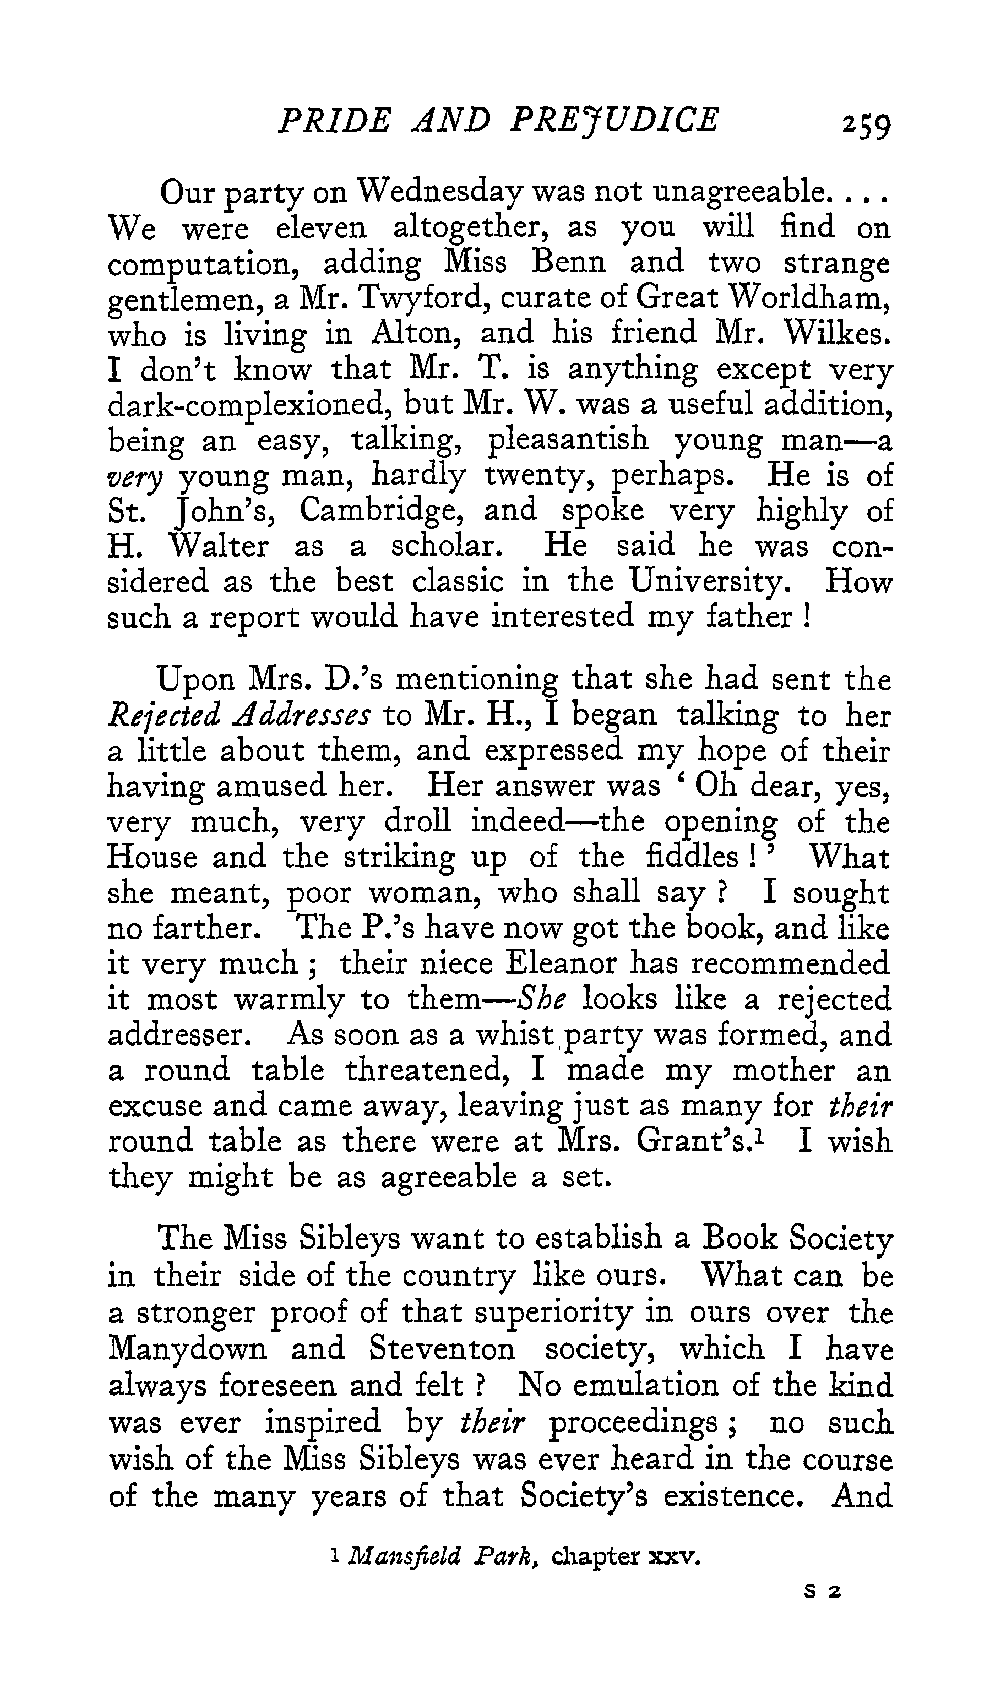 PRIDE AND PREJUDICE 259
Our party on Wednesday was not unagreeable. . . .
We were eleven altogether, as you will find on
computation, adding Miss Benn and two strange
gentlemen, a Mr. Twyford, curate of Great Worldham,
who is living in Alton, and his friend Mr. Wilkes.
I don't know that Mr. T. is anything except very
dark-complexioned, but Mr. W. was a useful addition,
being an easy, talking, pleasantish young man—a
very young man, hardly twenty, perhaps. He is of
St. John's, Cambridge, and spoke very highly of
H. Walter as a scholar. He said he was con-
sidered as the best classic in the University. How
such a report would have interested my father !
Upon Mrs. D.'s mentioning that she had sent the
Rejected Addresses to Mr. H., I began talking to her
a little about them, and expressed my hope of their
having amused her. Her answer was ‘ Oh dear, yes,
very much, very droll indeed—the opening of the
House and the striking up of the fiddles ! ’ What
she meant, poor woman, who shall say ? I sought
no farther. The P.'s have now got the book, and like
it very much ; their niece Eleanor has recommended
it most warmly to them—She looks like a rejected
addresser. As soon as a whist party was formed, and
a round table threatened, I made my mother an
excuse and came away, leaving just as many for their
round table as there were at Mrs. Grant's.¹ I wish
they might be as agreeable a set.
The Miss Sibleys want to establish a Book Society
in their side of the country like ours. What can be
a stronger proof of that superiority in ours over the
Manydown and Steventon society, which I have
always foreseen and felt ? No emulation of the kind
was ever inspired by their proceedings ; no such
wish of the Miss Sibleys was ever heard in the course
of the many years of that Society's existence. And
1 Mansfield Park, chapter xxv.
S 2